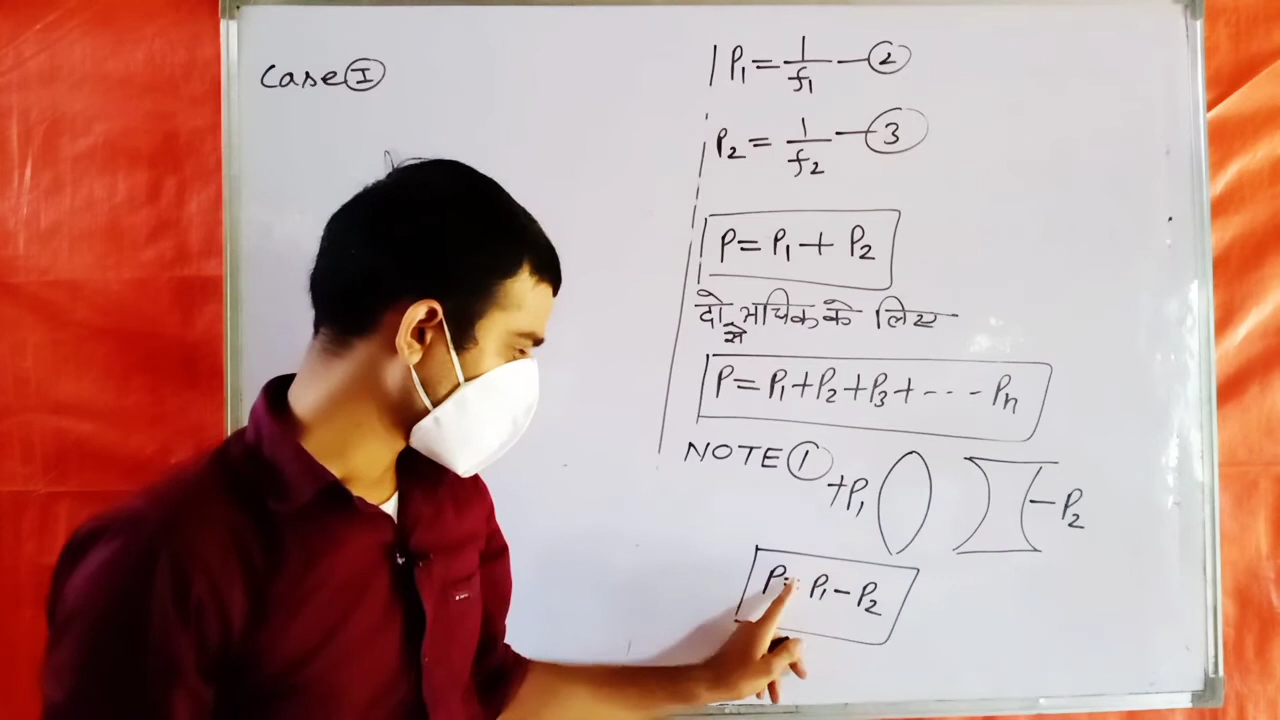 Case Ⓘ
P₁ = 1/f₁ — ②
P₂ = 1/f₂ — ③
P = P₁ + P₂
दो से अधिक के लिए
P = P₁ + P₂ + P₃ + --- Pₙ
NOTE ①
+P₁ -P₂
P = P₁ - P₂